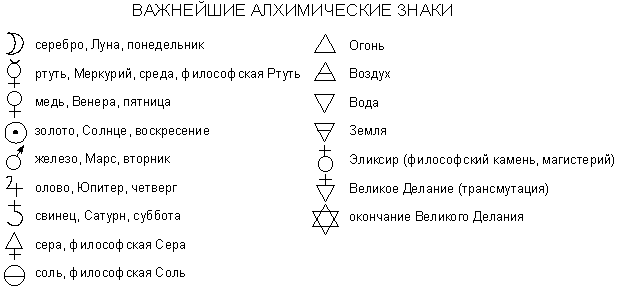 ВАЖНЕЙШИЕ АЛХИМИЧЕСКИЕ ЗНАКИ
серебро, Луна, понедельник
ртуть, Меркурий, среда, философская Ртуть
медь, Венера, пятница
золото, Солнце, воскресение
железо, Марс, вторник
олово, Юпитер, четверг
свинец, Сатурн, суббота
сера, философская Сера
соль, философская Соль
Огонь
Воздух
Вода
Земля
Эликсир (философский камень, магистерий)
Великое Делание (трансмутация)
окончание Великого Делания